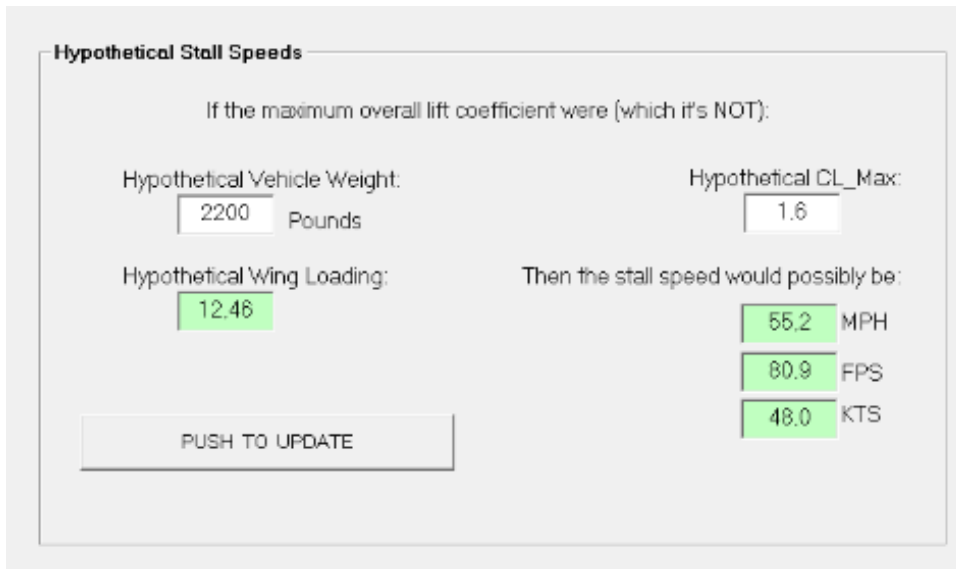 Hypothetical Stall Speeds
If the maximum overall lift coefficient were (which it's NOT):
Hypothetical Vehicle Weight:
2200 Pounds
Hypothetical CL_Max:
1.6
Hypothetical Wing Loading:
12.46
Then the stall speed would possibly be:
55.2 MPH
80.9 FPS
48.0 KTS
PUSH TO UPDATE